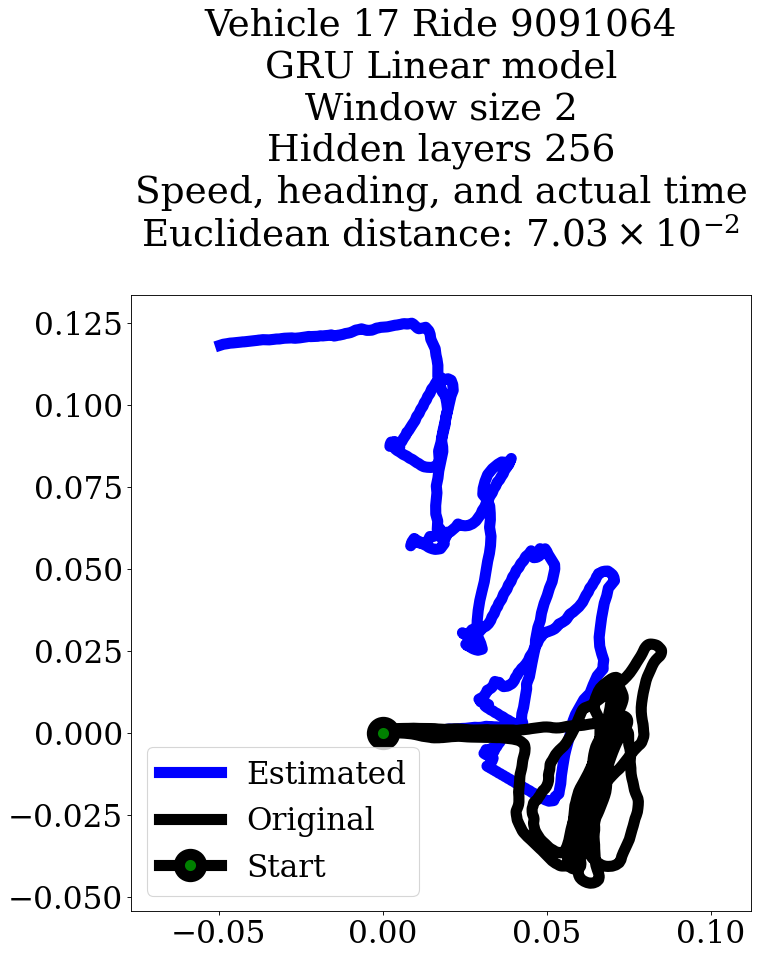 Vehicle 17 Ride 9091064
GRU Linear model
Window size 2
Hidden layers 256
Speed, heading, and actual time
Euclidean distance: 7.03 × 10⁻²
0.125
0.100
0.075
0.050
0.025
0.000
−0.025
−0.050
Estimated
Original
Start
−0.05 0.00 0.05 0.10